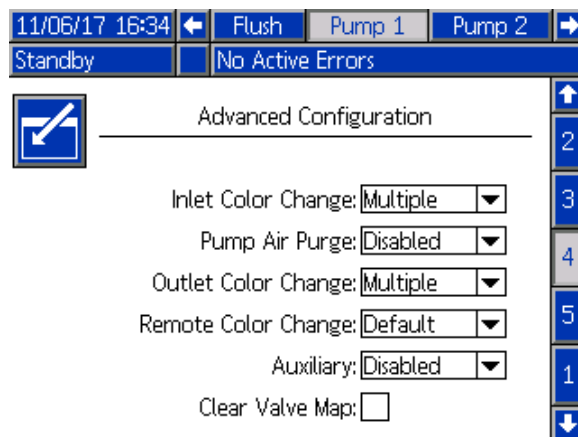 11/06/17 16:34 Flush Pump 1 Pump 2
Standby No Active Errors
Advanced Configuration
2
Inlet Color Change: Multiple
3
Pump Air Purge: Disabled
4
Outlet Color Change: Multiple
Remote Color Change: Default
5
Auxiliary: Disabled
1
Clear Valve Map: